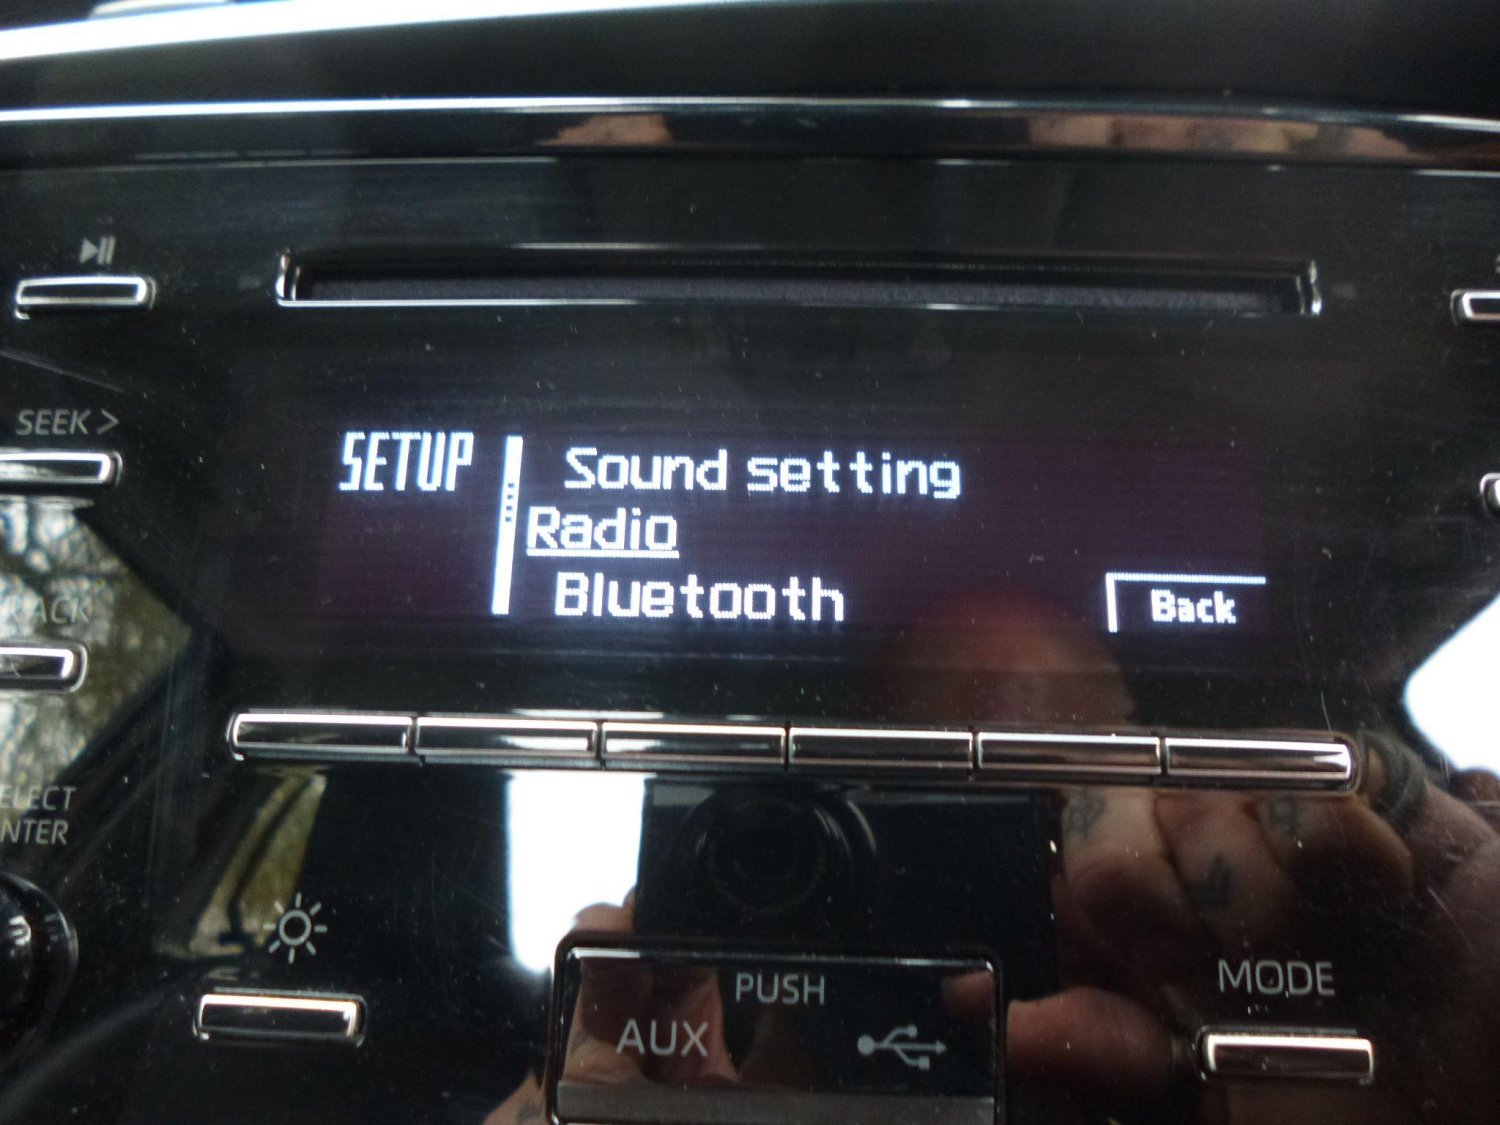 SEEK >
SETUP
Sound setting
Radio
Bluetooth
Back
PUSH
AUX
MODE